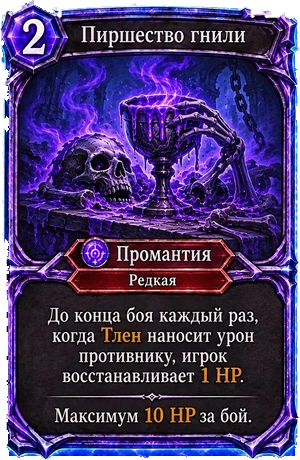 2
Пиршество гнили
Промантия
Редкая
До конца боя каждый раз,
когда Тлен наносит урон
противнику, игрок
восстанавливает 1 HP.
Максимум 10 HP за бой.